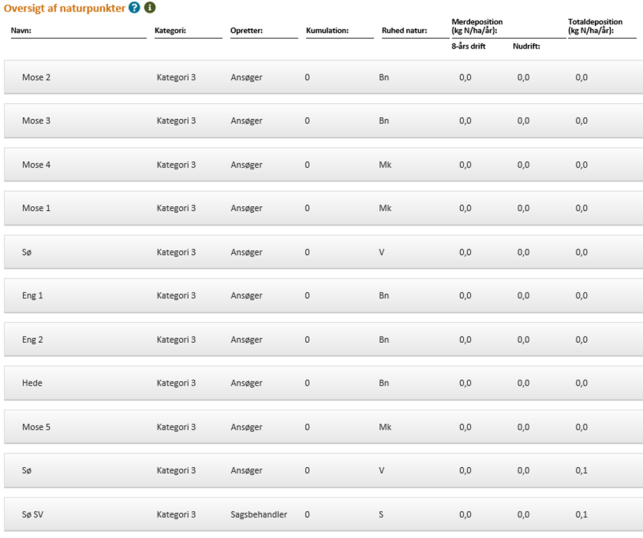 Oversigt af naturpunkter ? i
Navn: Kategori: Opretter: Kumulation: Ruhed natur: Merdeposition (kg N/ha/år): Totaldeposition (kg N/ha/år):
8-års drift Nudrift:
Mose 2 Kategori 3 Ansøger 0 Bn 0,0 0,0 0,0
Mose 3 Kategori 3 Ansøger 0 Bn 0,0 0,0 0,0
Mose 4 Kategori 3 Ansøger 0 Mk 0,0 0,0 0,0
Mose 1 Kategori 3 Ansøger 0 Mk 0,0 0,0 0,0
Sø Kategori 3 Ansøger 0 V 0,0 0,0 0,0
Eng 1 Kategori 3 Ansøger 0 Bn 0,0 0,0 0,0
Eng 2 Kategori 3 Ansøger 0 Bn 0,0 0,0 0,0
Hede Kategori 3 Ansøger 0 Bn 0,0 0,0 0,0
Mose 5 Kategori 3 Ansøger 0 Mk 0,0 0,0 0,0
Sø Kategori 3 Ansøger 0 V 0,0 0,0 0,1
Sø SV Kategori 3 Sagsbehandler 0 S 0,0 0,0 0,1